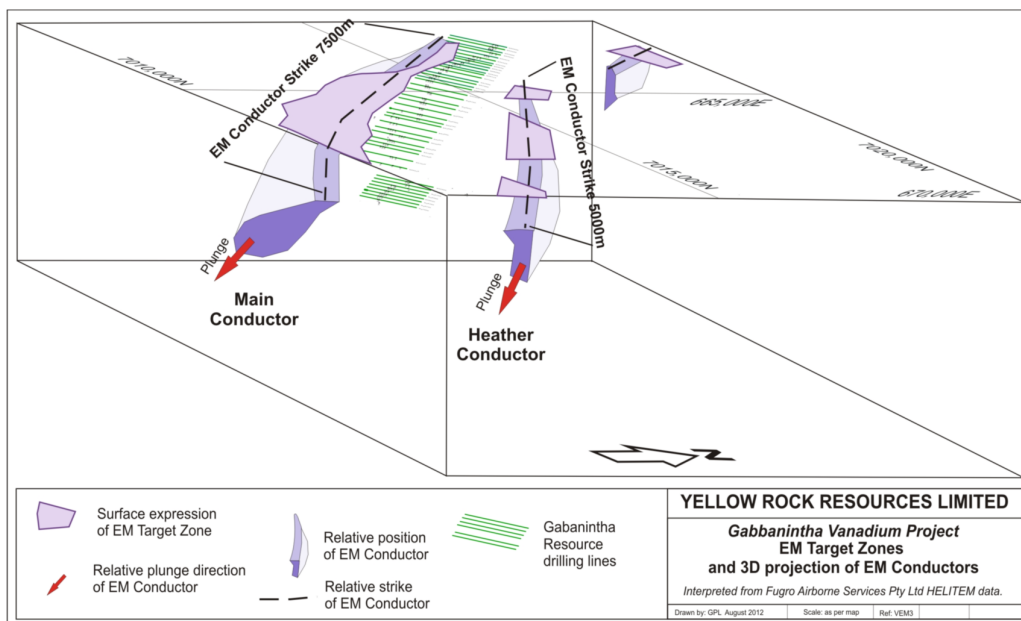 7010,000N
EM Conductor Strike 7500m
EM Conductor Strike 5000m
665,000E
7015,000N
7020,000N
670,000E
Plunge
Main
Conductor
Plunge
Heather
Conductor
N
Surface expression
of EM Target Zone
Relative plunge direction
of EM Conductor
Relative position
of EM Conductor
Relative strike
of EM Conductor
Gabanintha
Resource
drilling lines
YELLOW ROCK RESOURCES LIMITED
Gabbanintha Vanadium Project
EM Target Zones
and 3D projection of EM Conductors
Interpreted from Fugro Airborne Services Pty Ltd HELITEM data.
Drawn by: GPL August 2012
Scale: as per map
Ref: VEM3